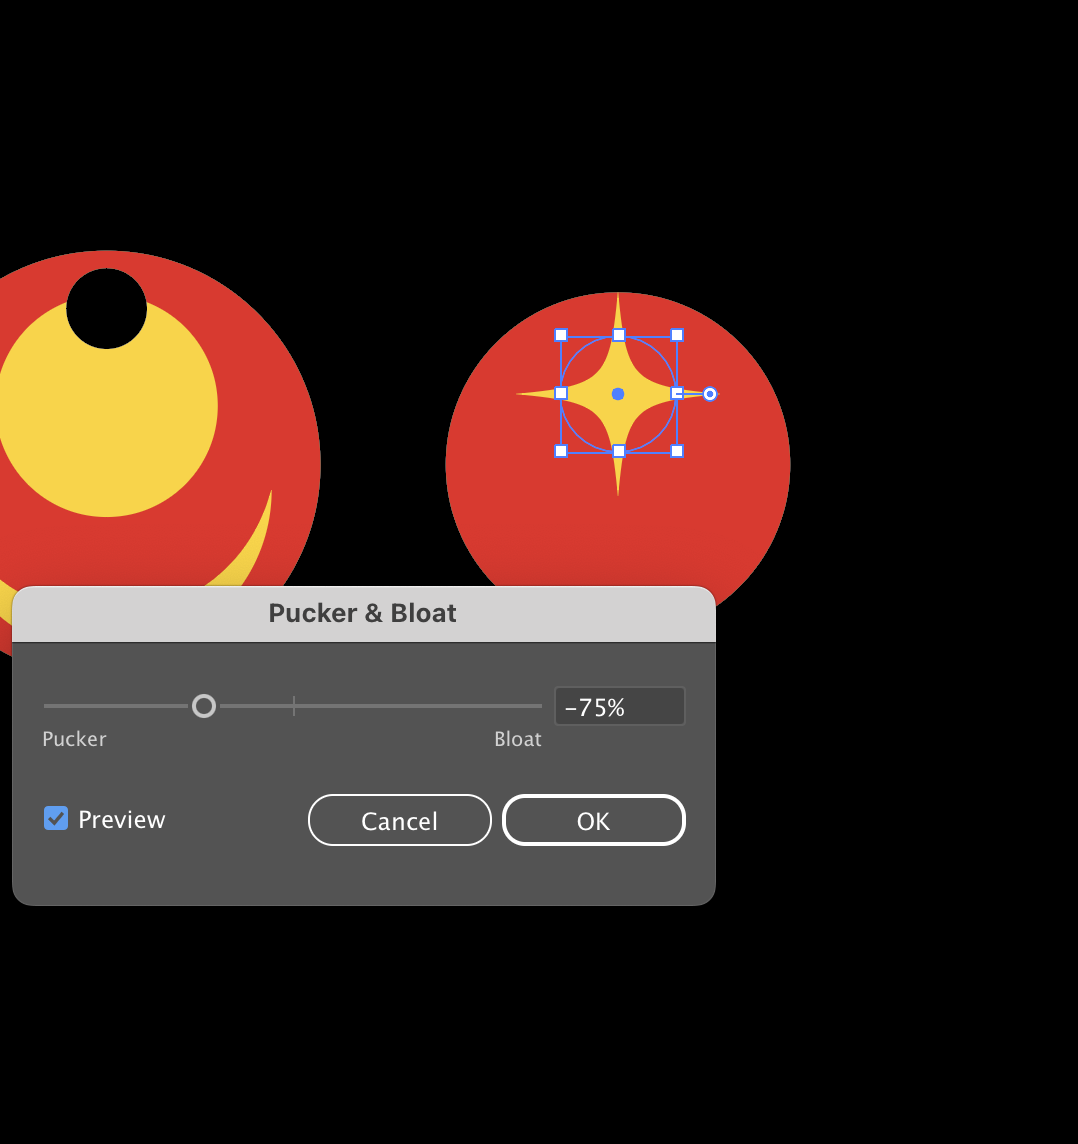 Pucker & Bloat
-75%
Pucker
Bloat
Preview
Cancel
OK